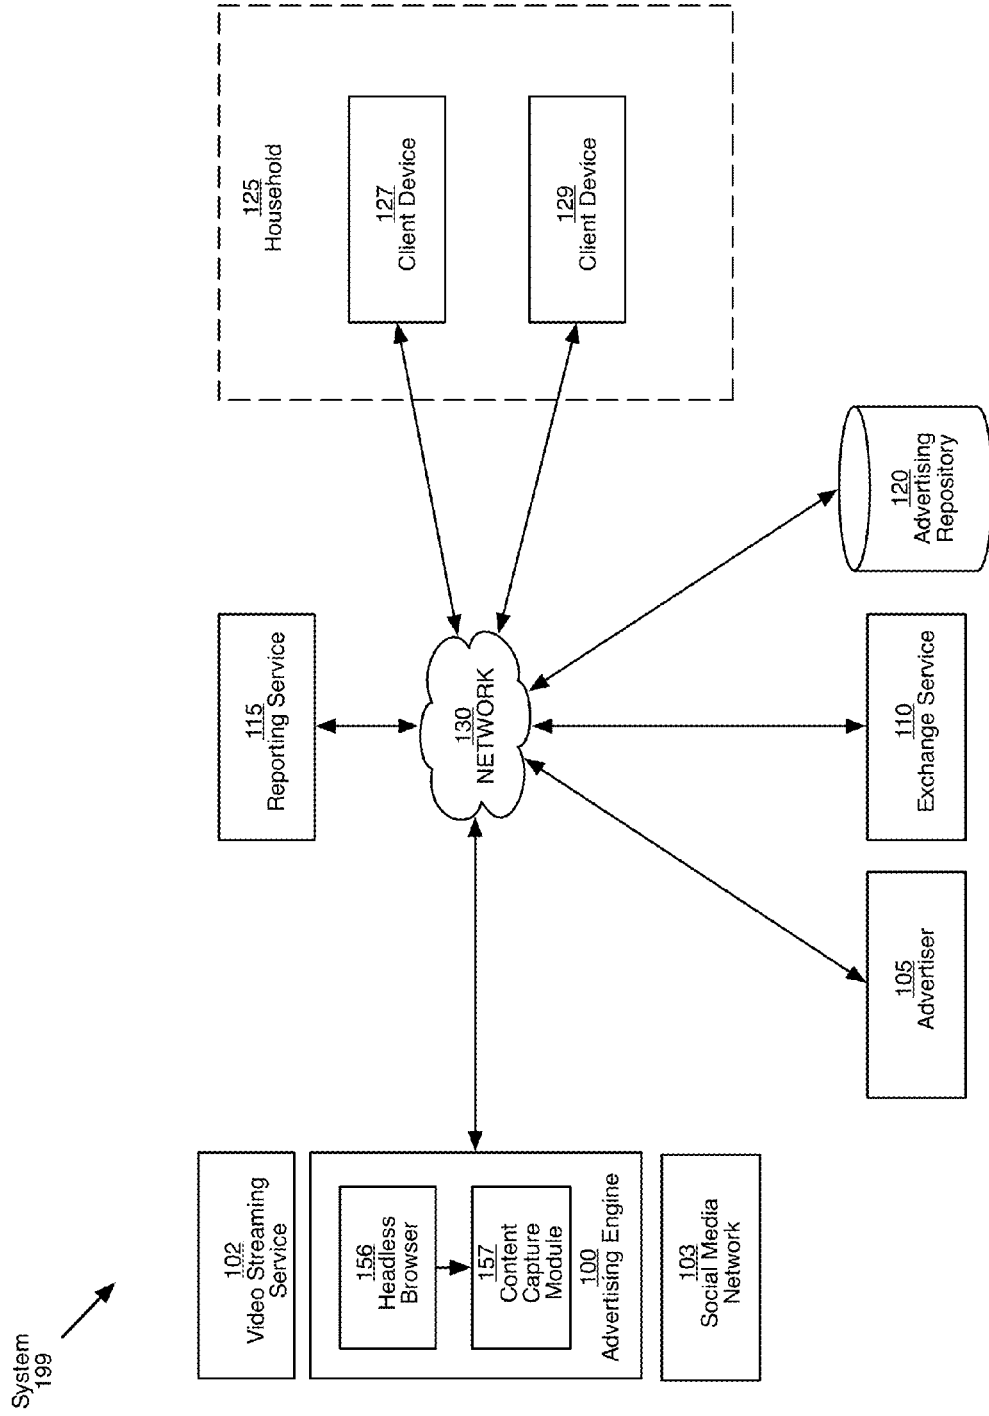 System
199
102
Video Streaming
Service
156
Headless
Browser
157
Content
Capture
Module
100
Advertising Engine
103
Social Media
Network
115
Reporting Service
130
NETWORK
105
Advertiser
110
Exchange Service
120
Advertising
Repository
125
Household
127
Client Device
129
Client Device